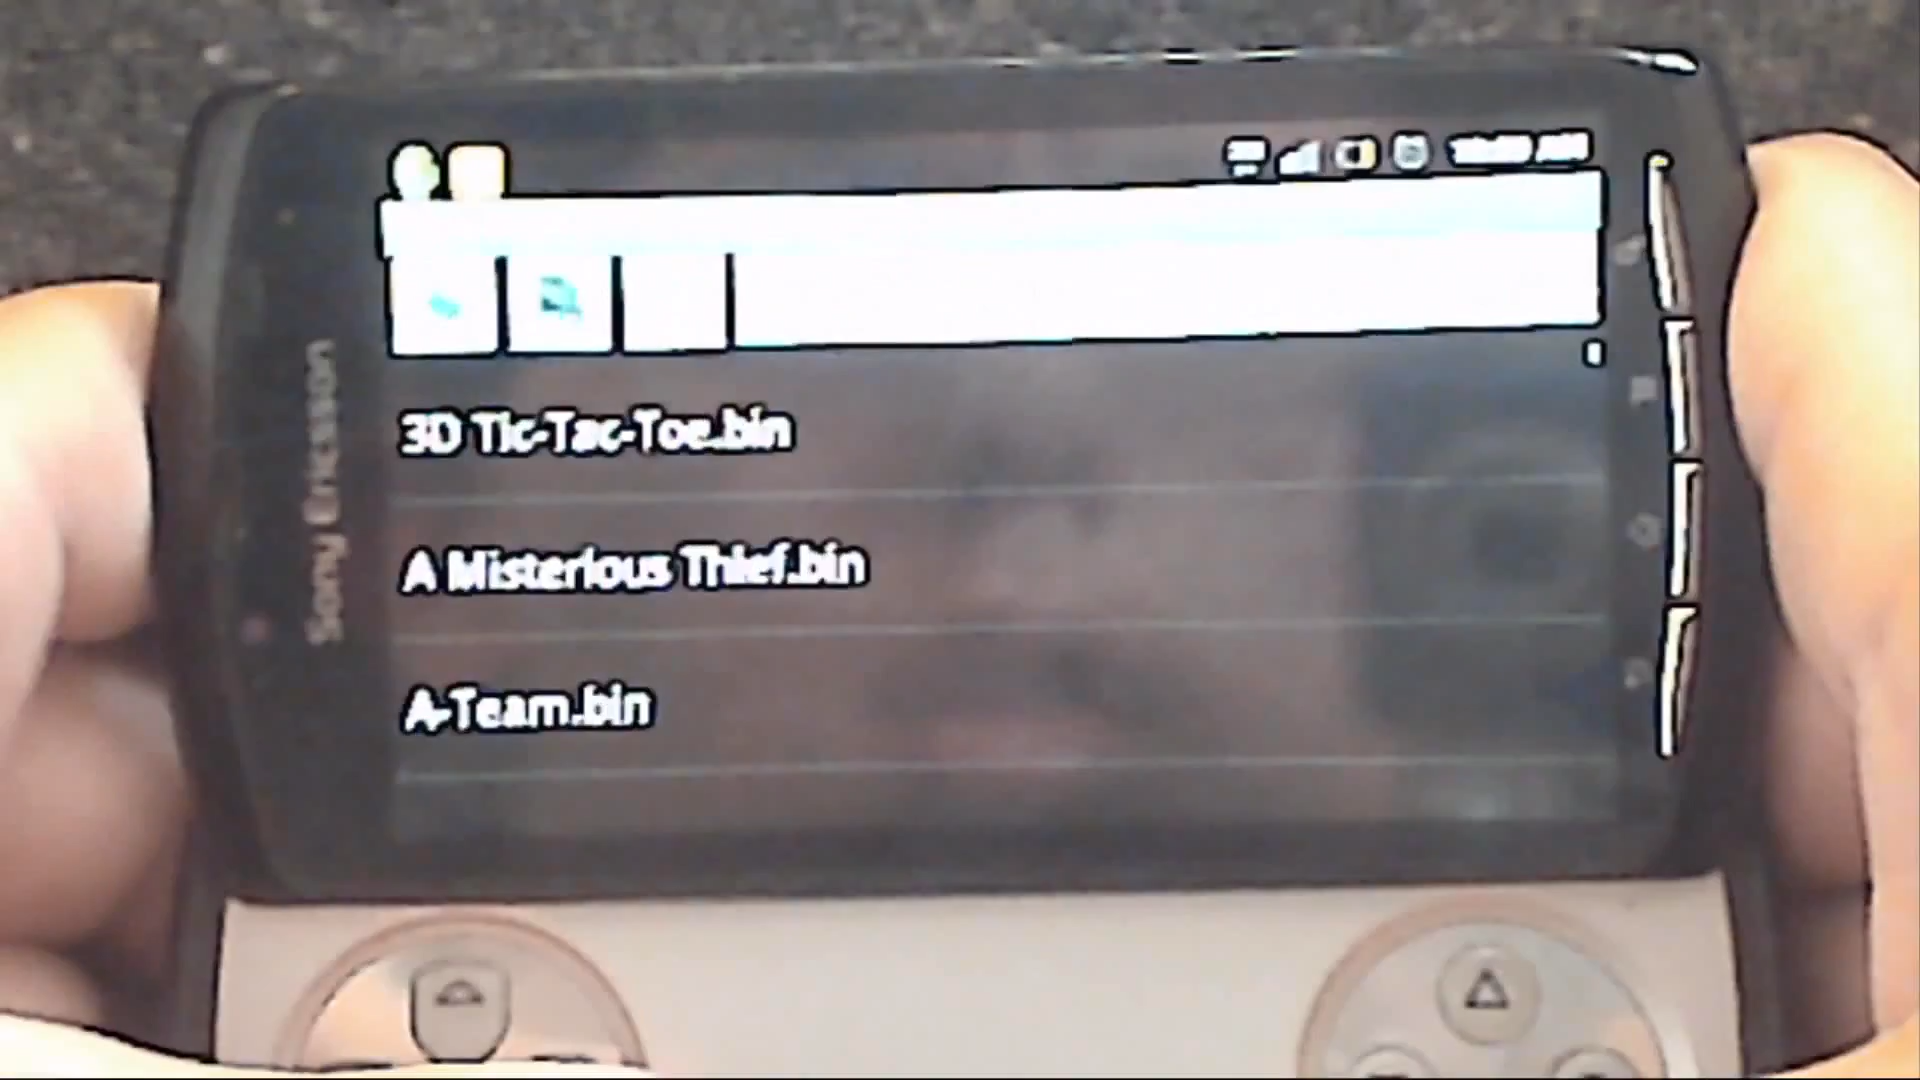 Sony Ericsson
3D Tic-Tac-Toe.bin
A Misterious Thief.bin
A-Team.bin